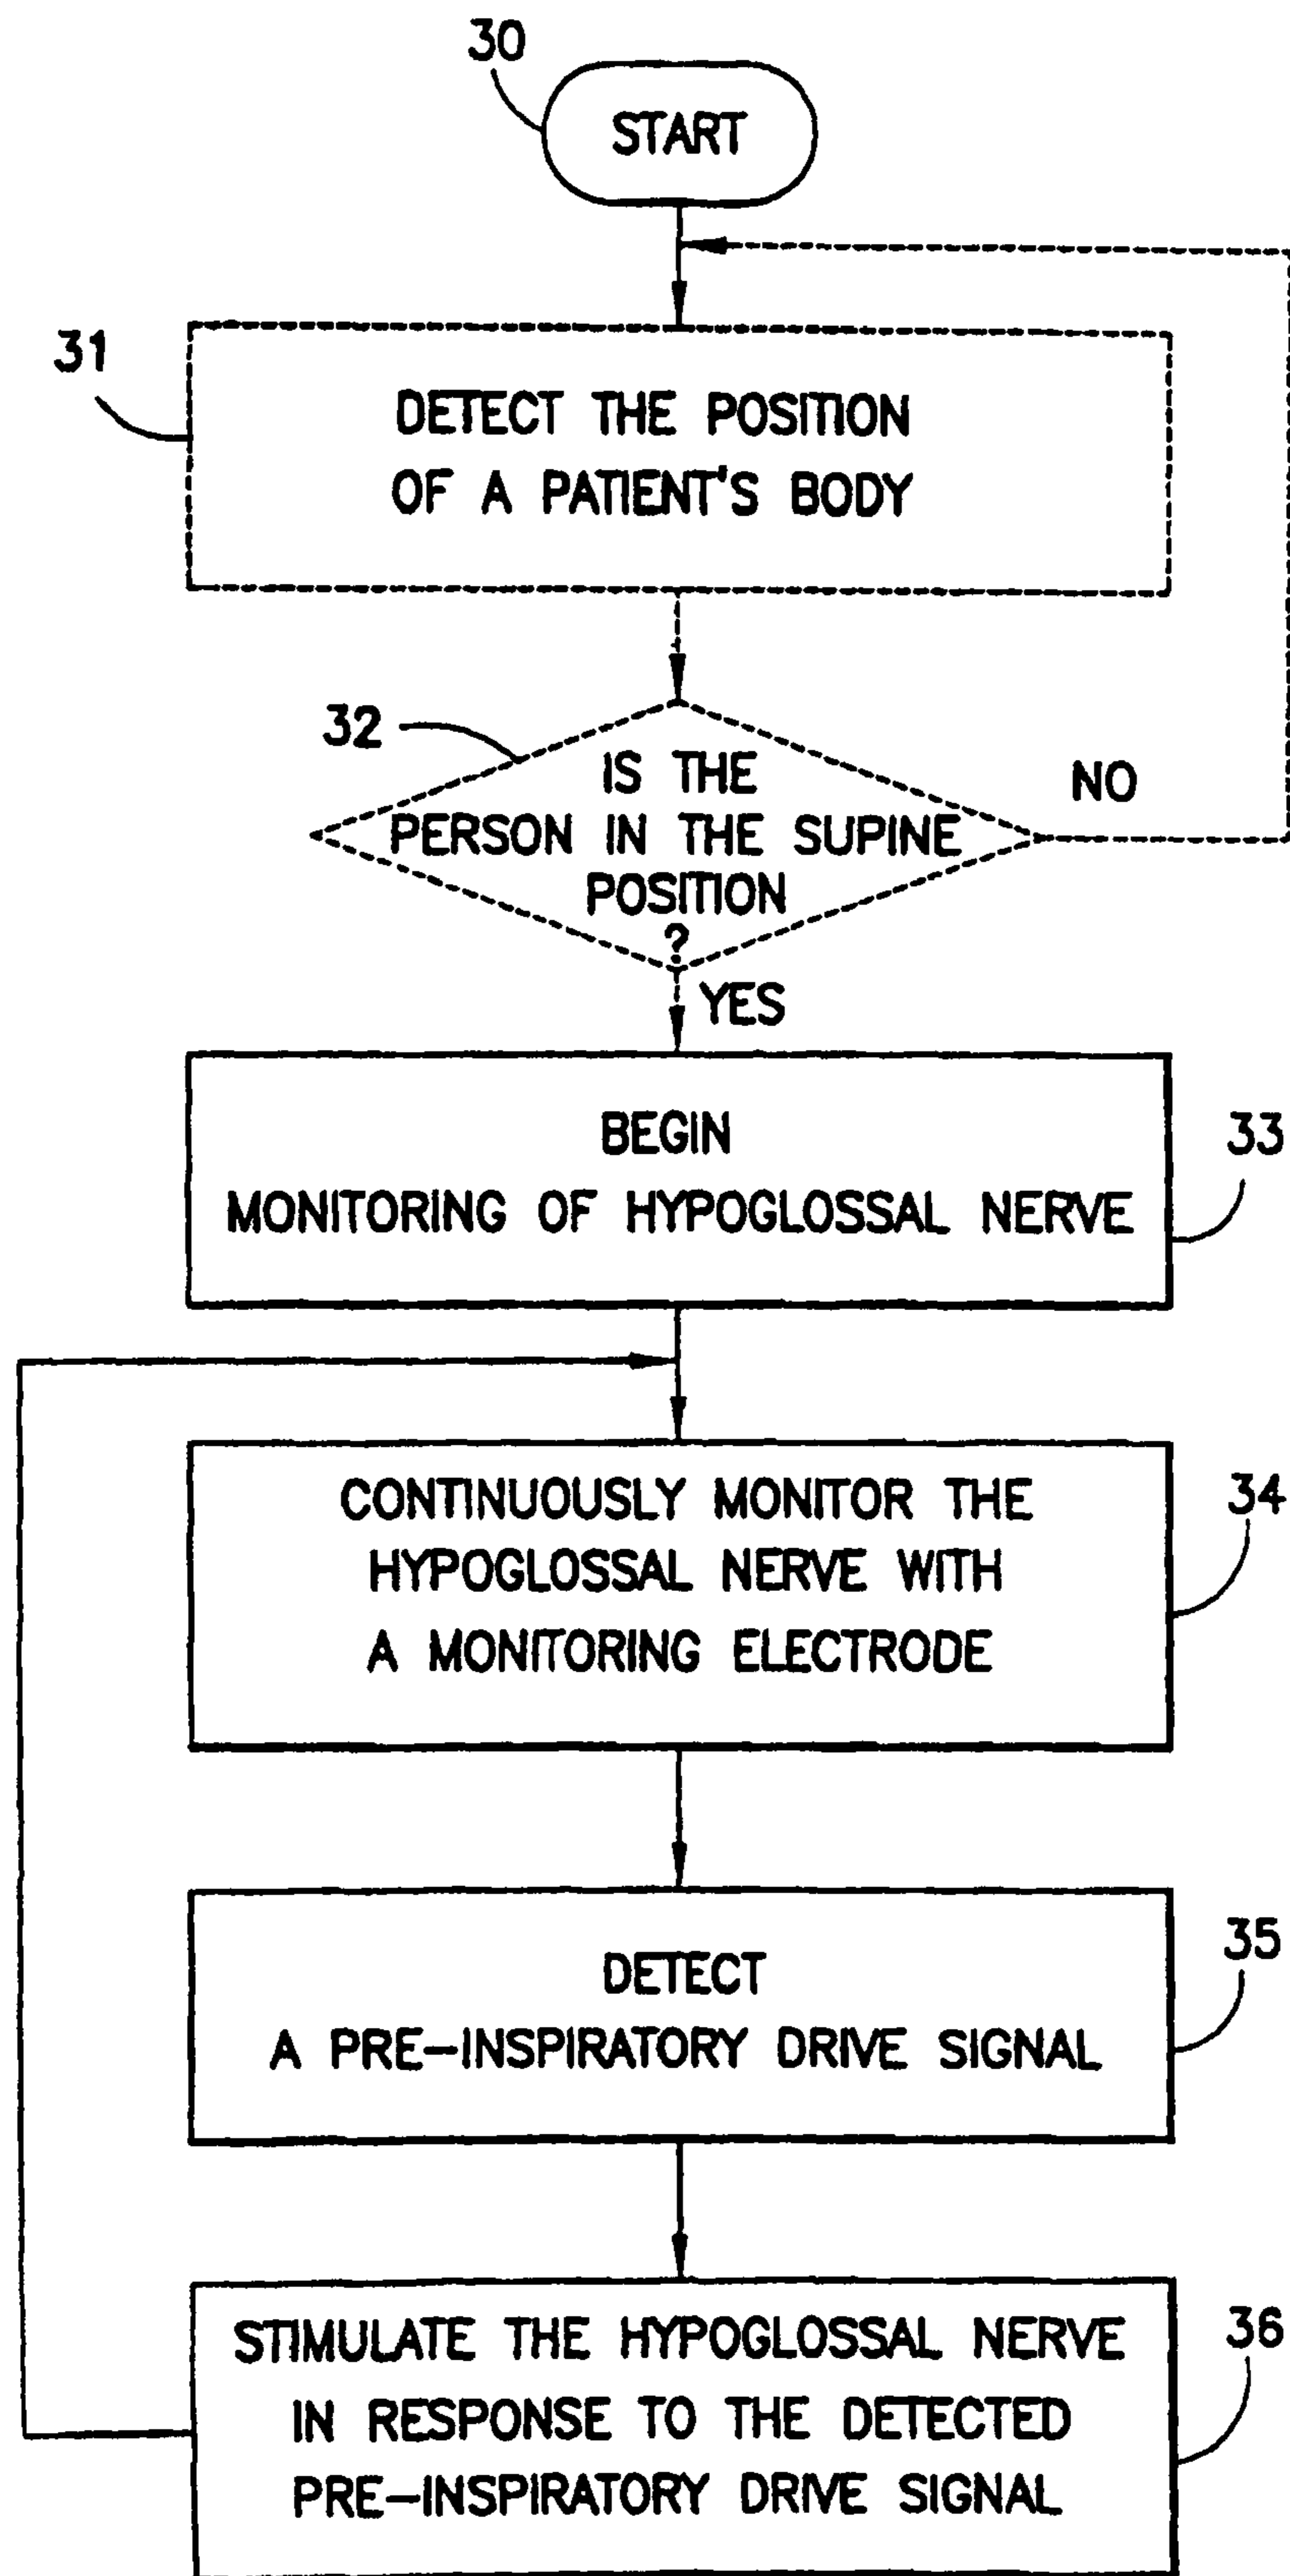 30
START
31
DETECT THE POSITION
OF A PATIENT'S BODY
32
IS THE
PERSON IN THE SUPINE
POSITION
?
NO
YES
BEGIN
MONITORING OF HYPOGLOSSAL NERVE
33
CONTINUOUSLY MONITOR THE
HYPOGLOSSAL NERVE WITH
A MONITORING ELECTRODE
34
DETECT
A PRE-INSPIRATORY DRIVE SIGNAL
35
STIMULATE THE HYPOGLOSSAL NERVE
IN RESPONSE TO THE DETECTED
PRE-INSPIRATORY DRIVE SIGNAL
36